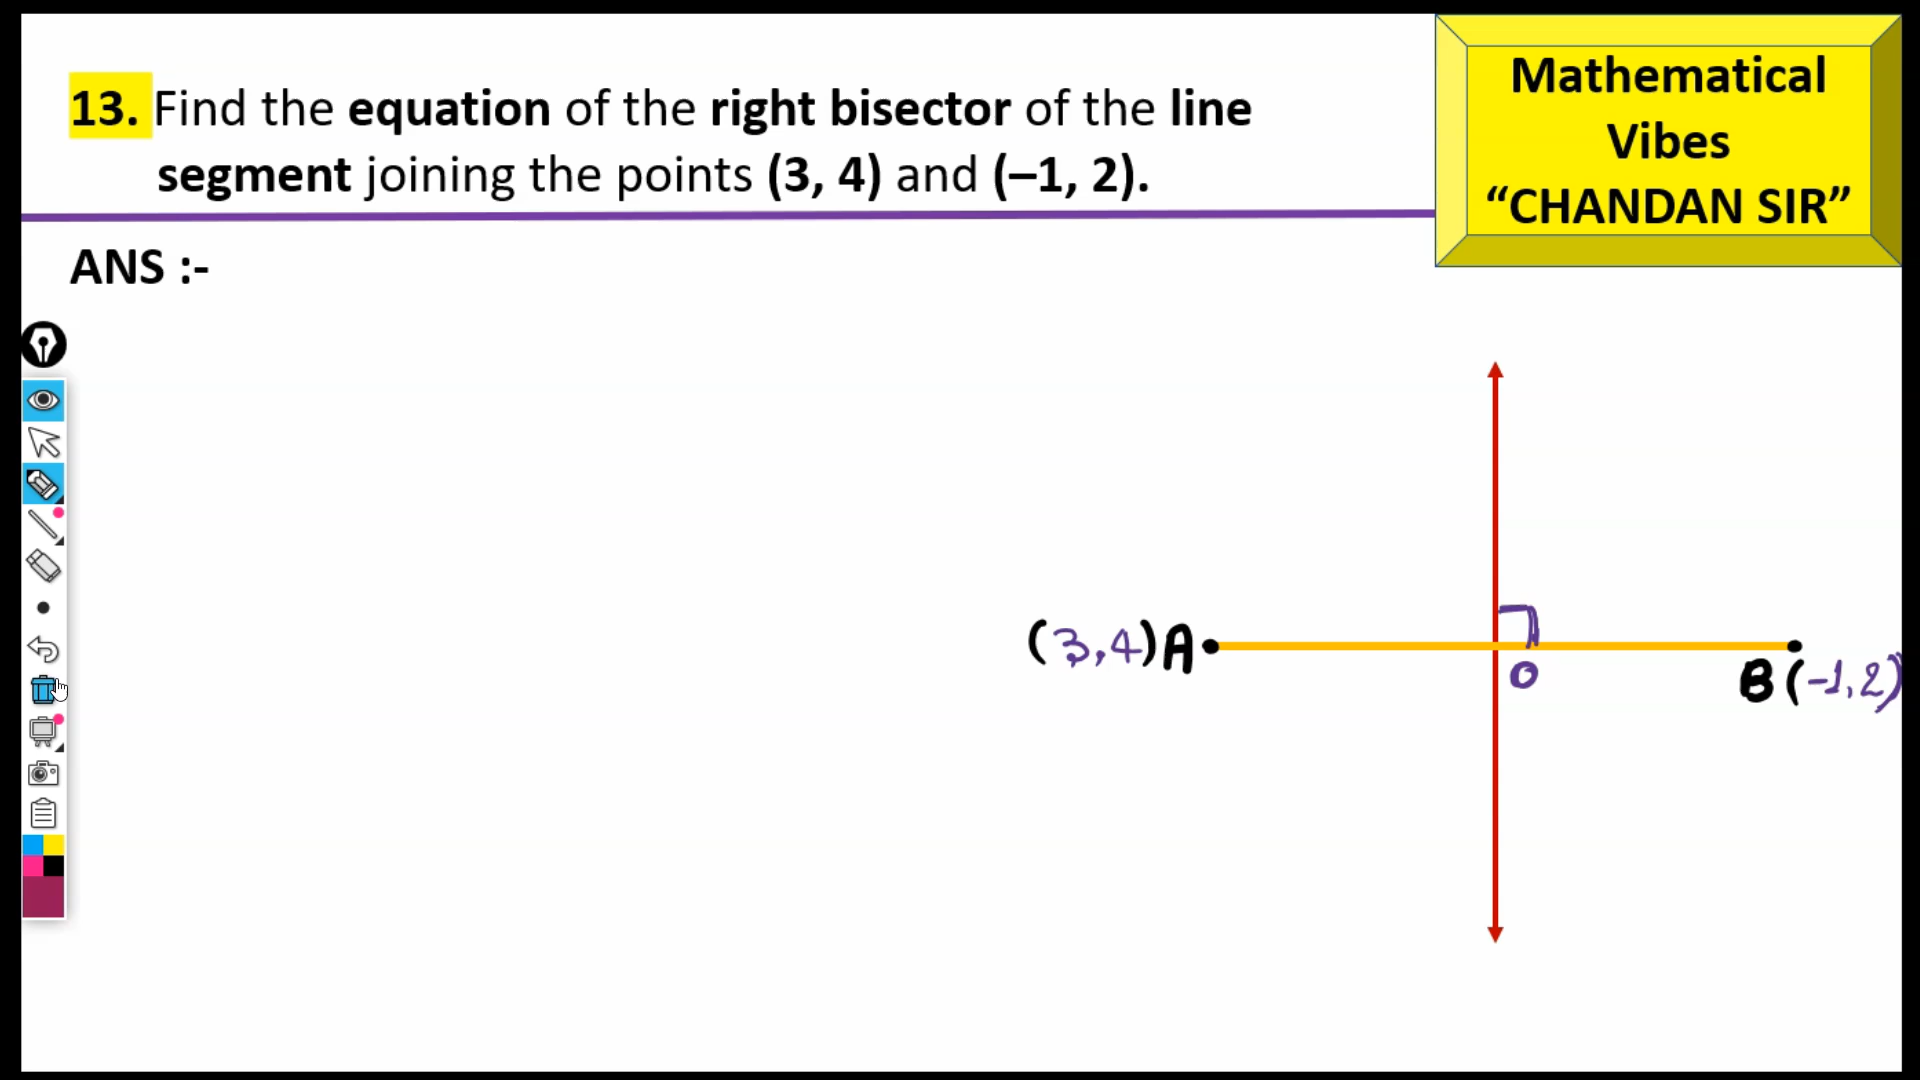 13. Find the equation of the right bisector of the line
segment joining the points (3, 4) and (–1, 2).
Mathematical
Vibes
“CHANDAN SIR”
ANS :-
(3,4)A
O
B(-1,2)